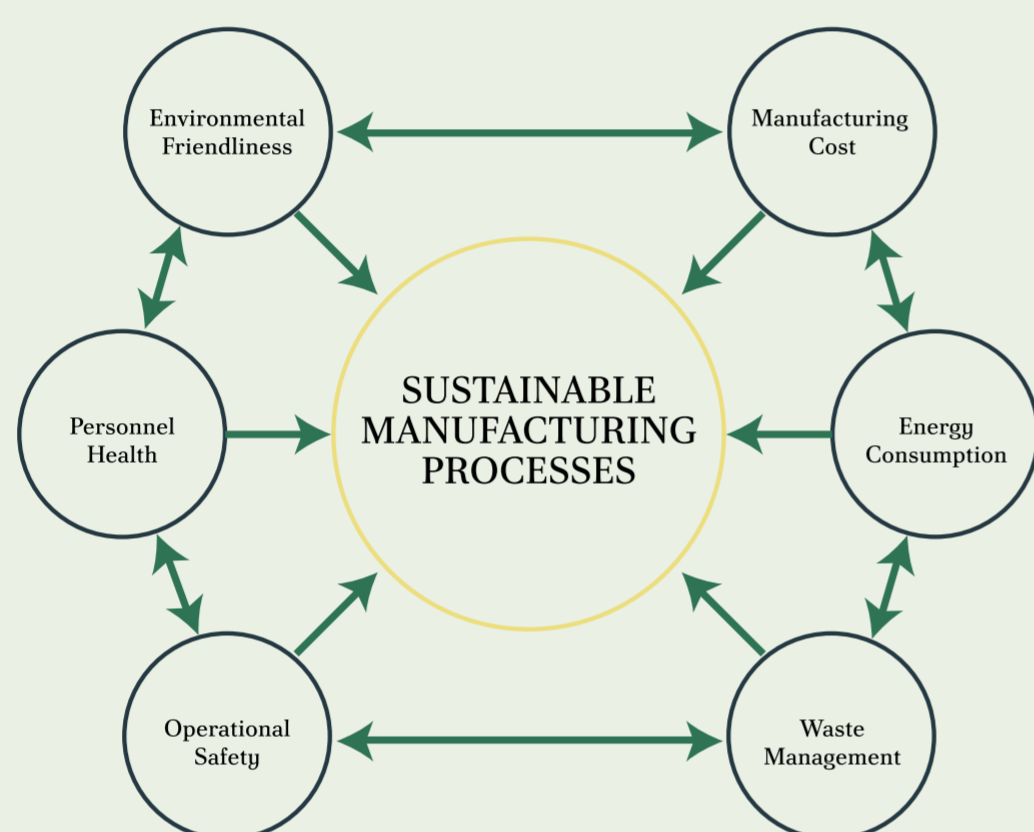 Environmental
Friendliness
Manufacturing
Cost
SUSTAINABLE
MANUFACTURING
PROCESSES
Personnel
Health
Energy
Consumption
Operational
Safety
Waste
Management